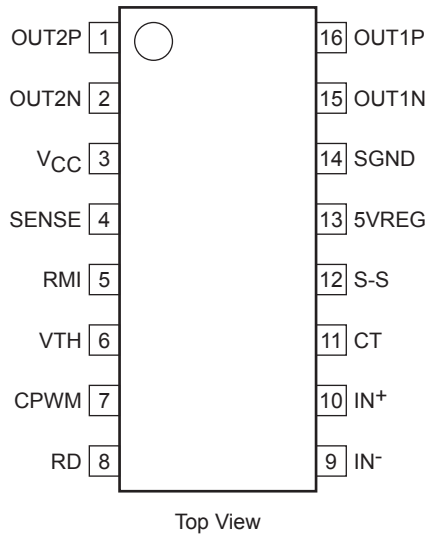 OUT2P 1 16 OUT1P
OUT2N 2 15 OUT1N
VCC 3 14 SGND
SENSE 4 13 5VREG
RMI 5 12 S-S
VTH 6 11 CT
CPWM 7 10 IN+
RD 8 9 IN-
Top View